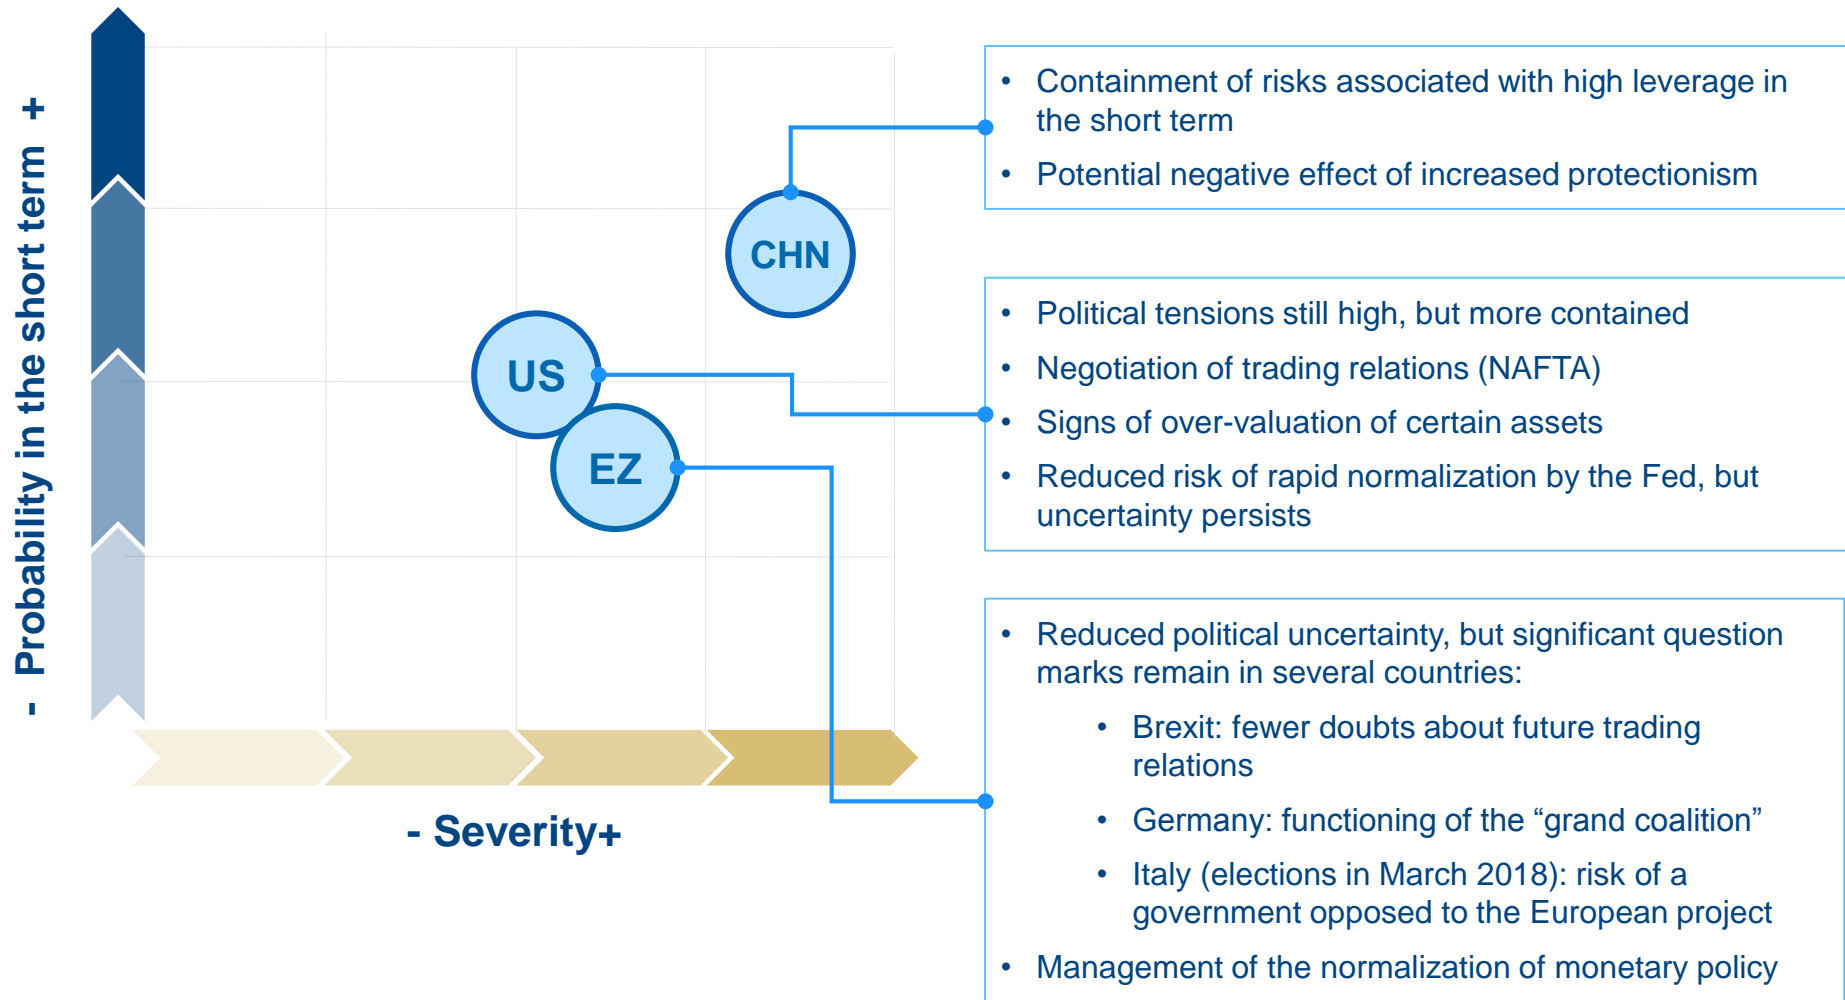 - Probability in the short term +
CHN
US
EZ
- Severity+
• Containment of risks associated with high leverage in
the short term
• Potential negative effect of increased protectionism
• Political tensions still high, but more contained
• Negotiation of trading relations (NAFTA)
• Signs of over-valuation of certain assets
• Reduced risk of rapid normalization by the Fed, but
uncertainty persists
• Reduced political uncertainty, but significant question
marks remain in several countries:
• Brexit: fewer doubts about future trading
relations
• Germany: functioning of the “grand coalition”
• Italy (elections in March 2018): risk of a
government opposed to the European project
• Management of the normalization of monetary policy